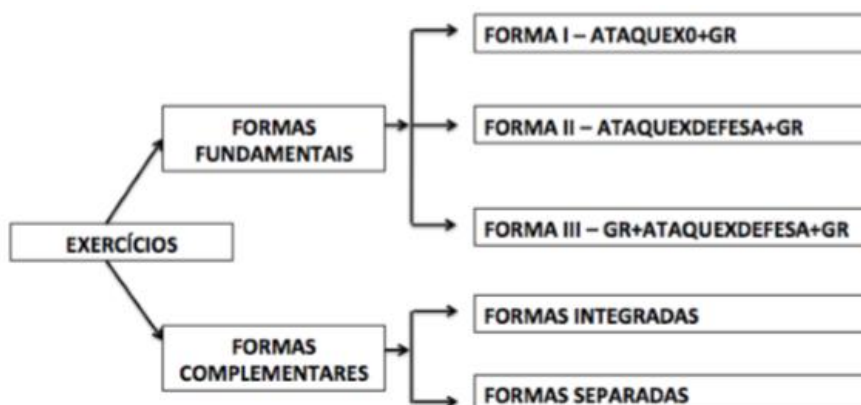 FORMA I – ATAQUEX0+GR
FORMAS
FUNDAMENTAIS
FORMA II – ATAQUEXDEFESA+GR
FORMA III – GR+ATAQUEXDEFESA+GR
EXERCÍCIOS
FORMAS
COMPLEMENTARES
FORMAS INTEGRADAS
FORMAS SEPARADAS